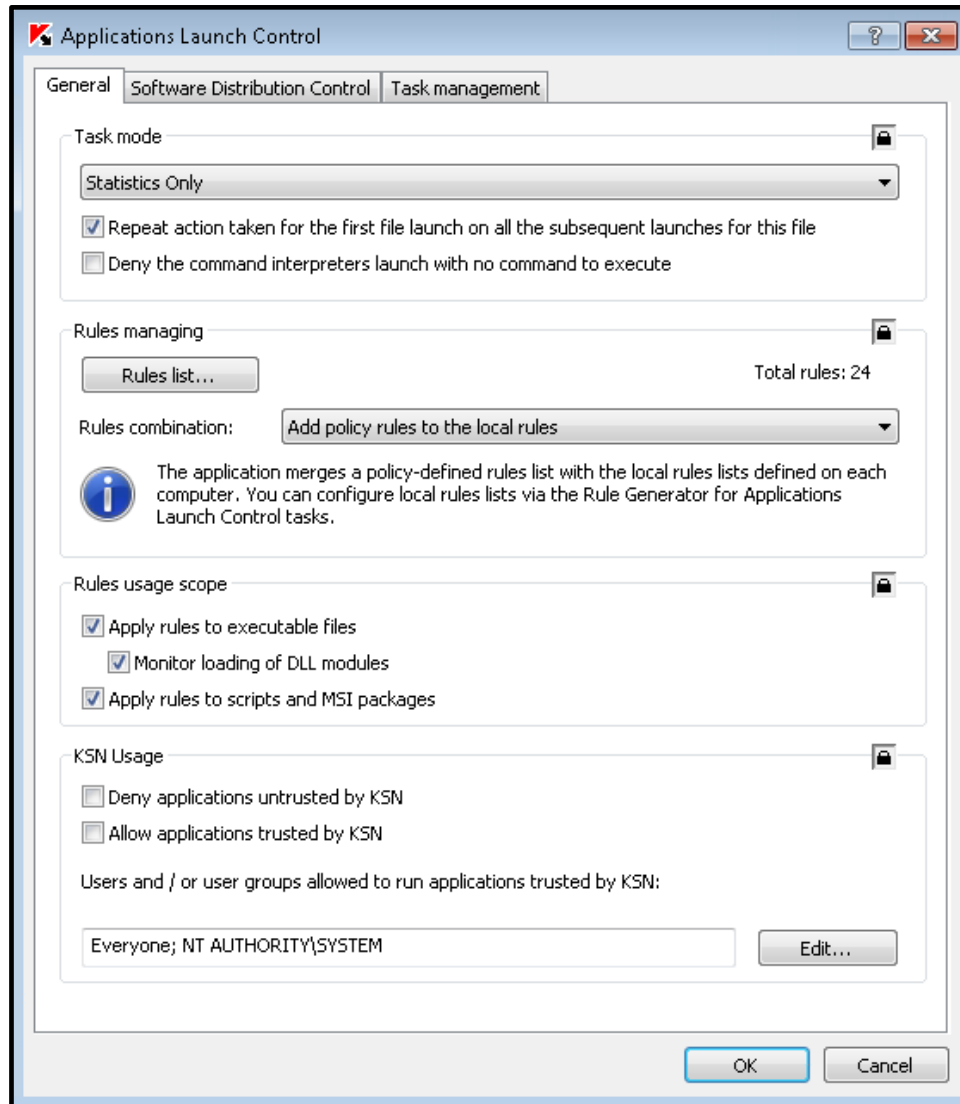 Applications Launch Control
General
Software Distribution Control
Task management
Task mode
Statistics Only
Repeat action taken for the first file launch on all the subsequent launches for this file
Deny the command interpreters launch with no command to execute
Rules managing
Rules list...
Total rules: 24
Rules combination:
Add policy rules to the local rules
The application merges a policy-defined rules list with the local rules lists defined on each
computer. You can configure local rules lists via the Rule Generator for Applications
Launch Control tasks.
Rules usage scope
Apply rules to executable files
Monitor loading of DLL modules
Apply rules to scripts and MSI packages
KSN Usage
Deny applications untrusted by KSN
Allow applications trusted by KSN
Users and / or user groups allowed to run applications trusted by KSN:
Everyone; NT AUTHORITY\SYSTEM
Edit...
OK
Cancel